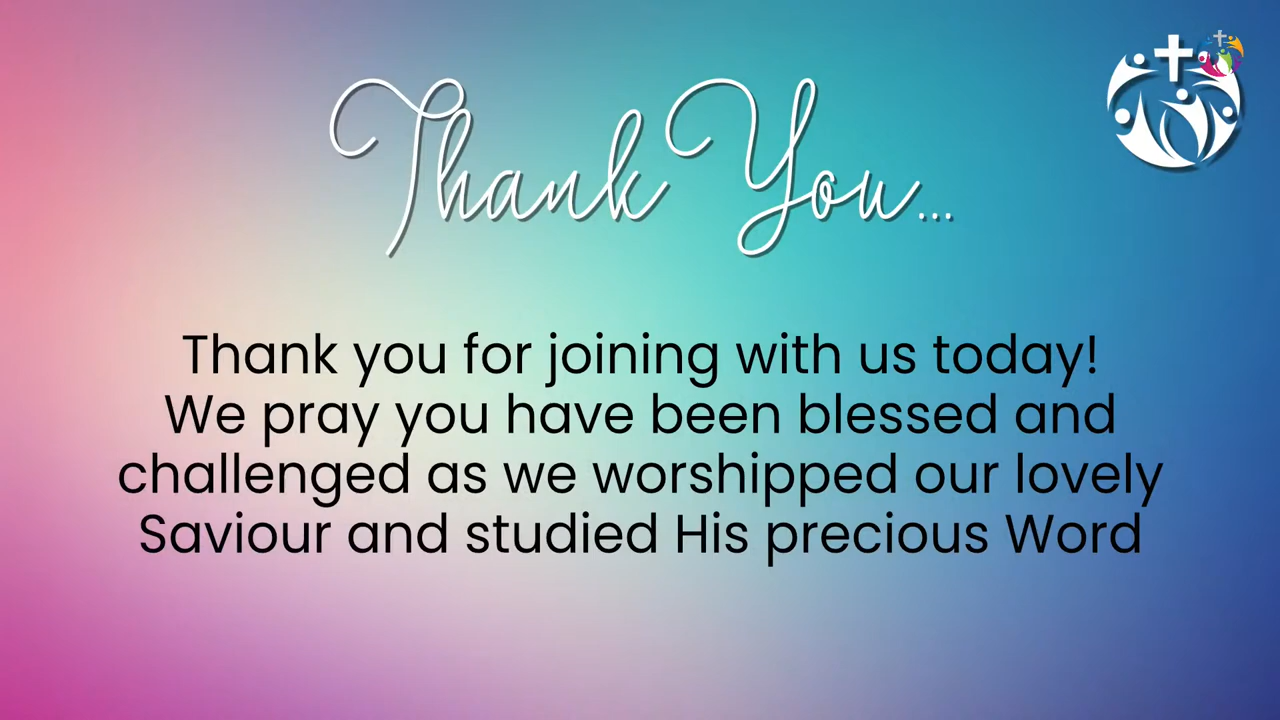 Thank You...
Thank you for joining with us today!
We pray you have been blessed and
challenged as we worshipped our lovely
Saviour and studied His precious Word